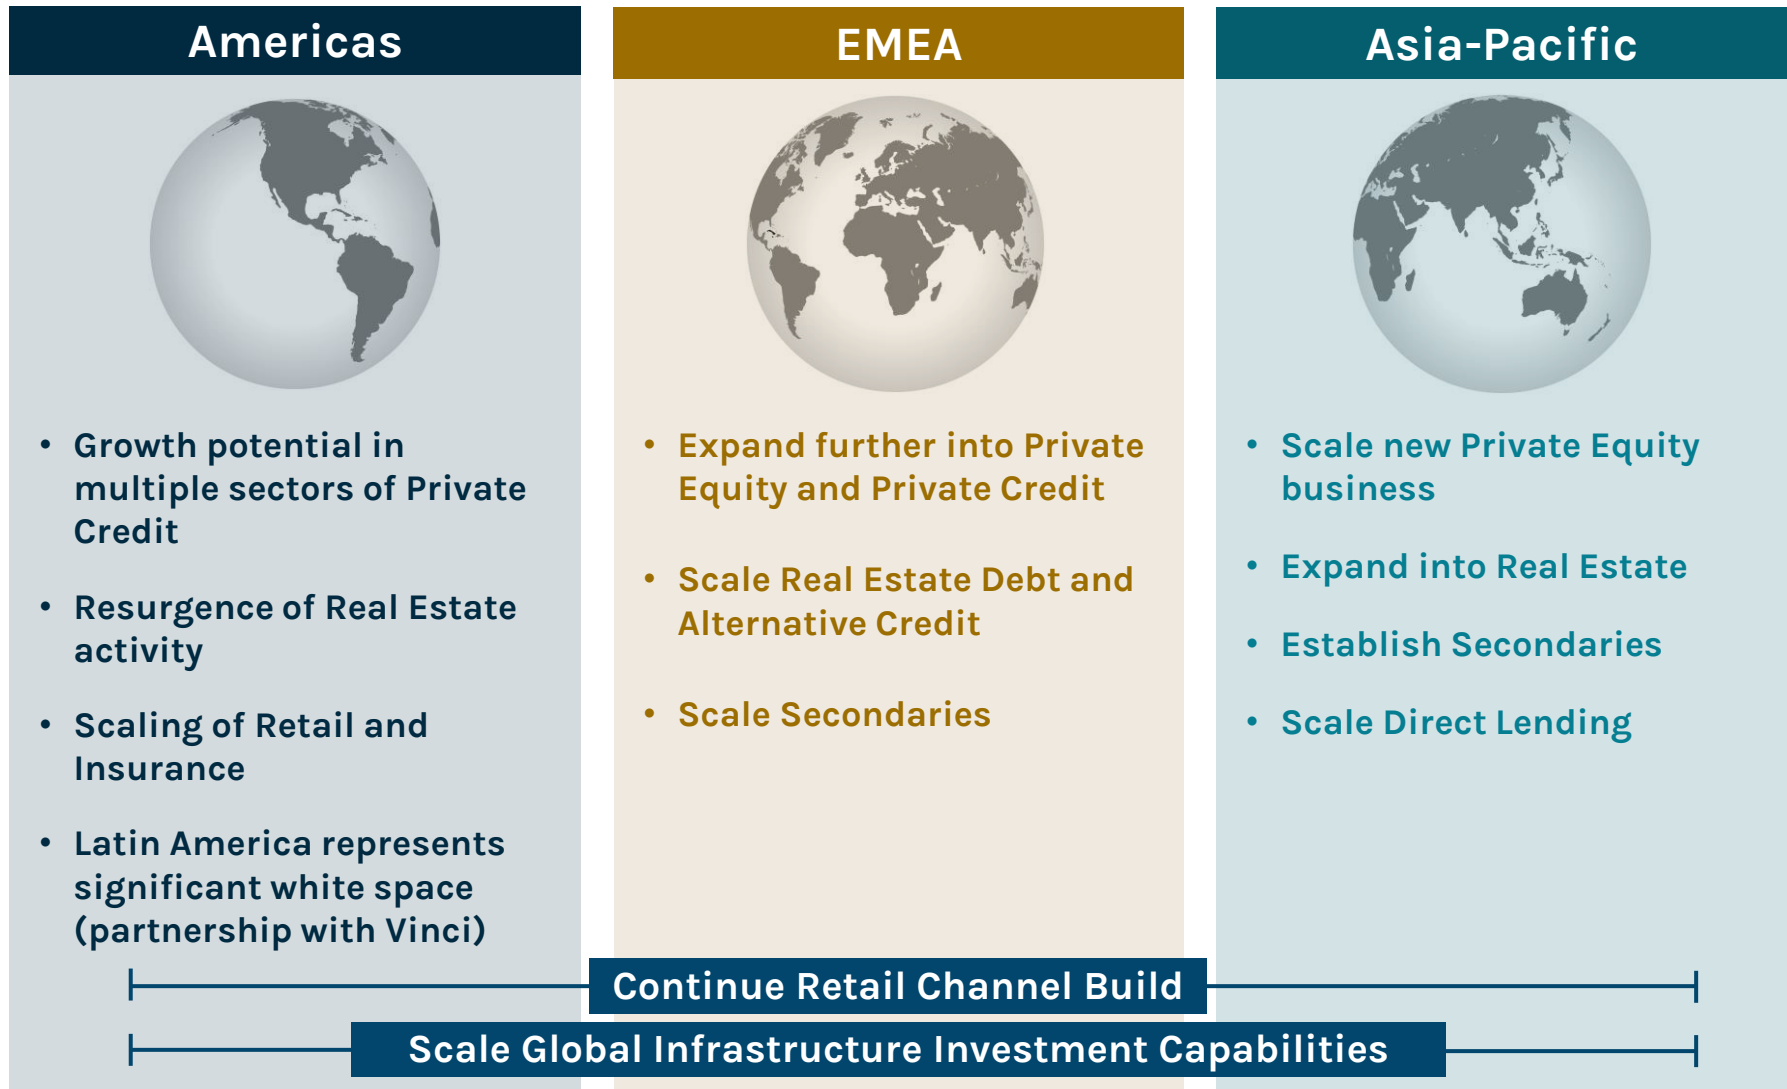 Americas
• Growth potential in
multiple sectors of Private
Credit
• Resurgence of Real Estate
activity
• Scaling of Retail and
Insurance
• Latin America represents
significant white space
(partnership with Vinci)
EMEA
• Expand further into Private
Equity and Private Credit
• Scale Real Estate Debt and
Alternative Credit
• Scale Secondaries
Asia-Pacific
• Scale new Private Equity
business
• Expand into Real Estate
• Establish Secondaries
• Scale Direct Lending
Continue Retail Channel Build
Scale Global Infrastructure Investment Capabilities